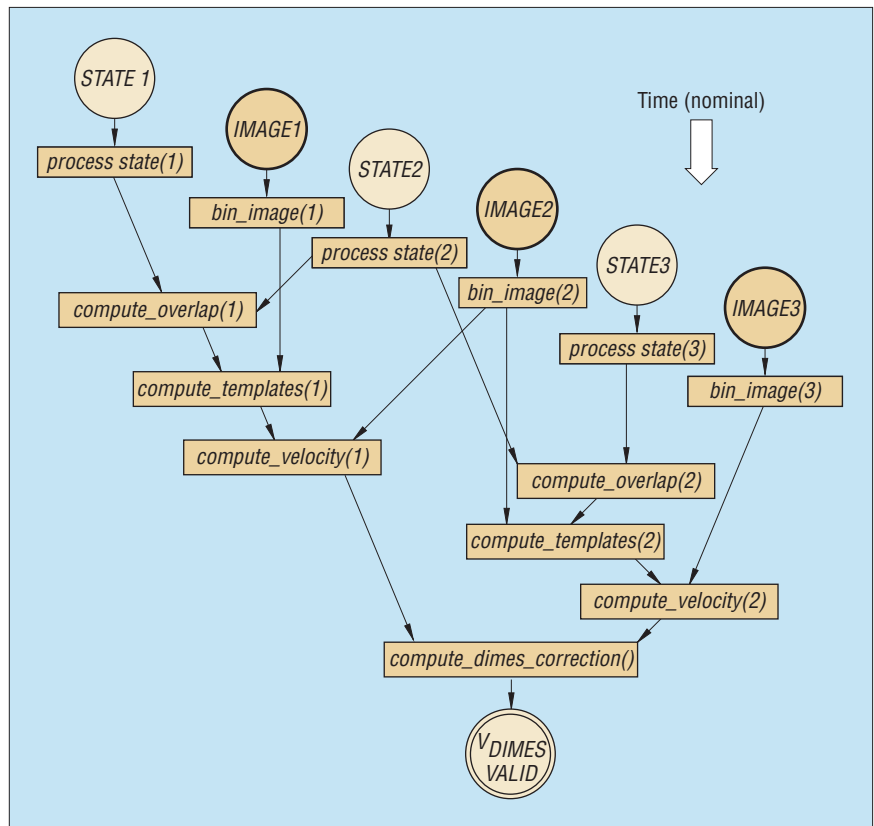 STATE 1
Time (nominal)
IMAGE1
process state(1)
STATE2
bin_image(1)
IMAGE2
process state(2)
STATE3
bin_image(2)
compute_overlap(1)
IMAGE3
process state(3)
compute_templates(1)
bin_image(3)
compute_velocity(1)
compute_overlap(2)
compute_templates(2)
compute_velocity(2)
compute_dimes_correction()
VDIMES
VALID